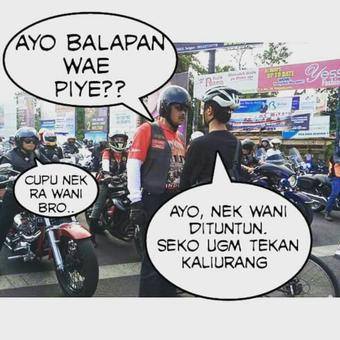 AYO BALAPAN
WAE
PIYE??
CUPU NEK
RA WANI
BRO..
AYO, NEK WANI
DITUNTUN.
SEKO UGM TEKAN
KALIURANG